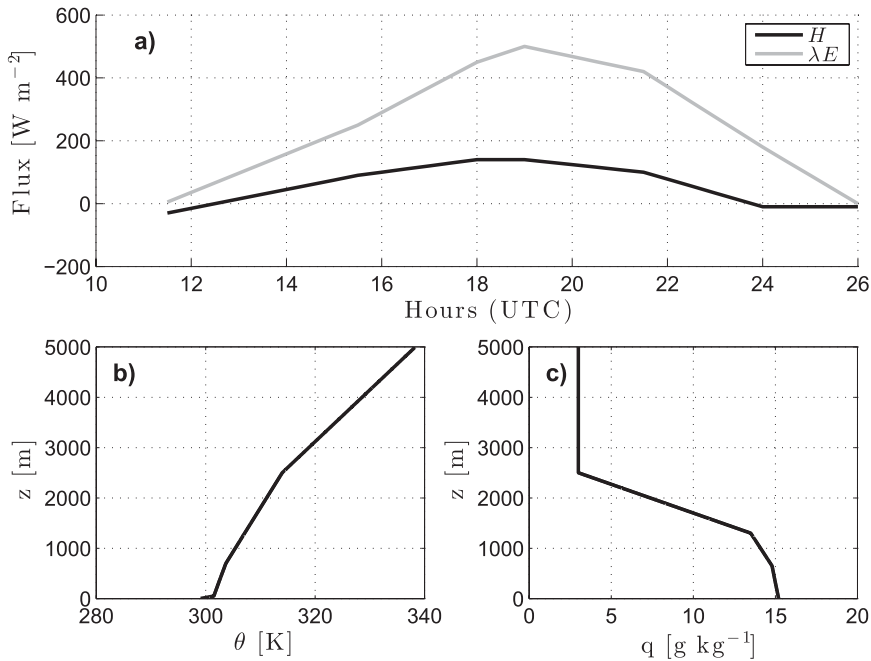 a)
H
λE
Flux [W m⁻²]
600
400
200
0
−200
10 12 14 16 18 20 22 24 26
Hours (UTC)
b)
z [m]
5000
4000
3000
2000
1000
0
280 300 320 340
θ [K]
c)
z [m]
5000
4000
3000
2000
1000
0
0 5 10 15 20
q [g kg⁻¹]